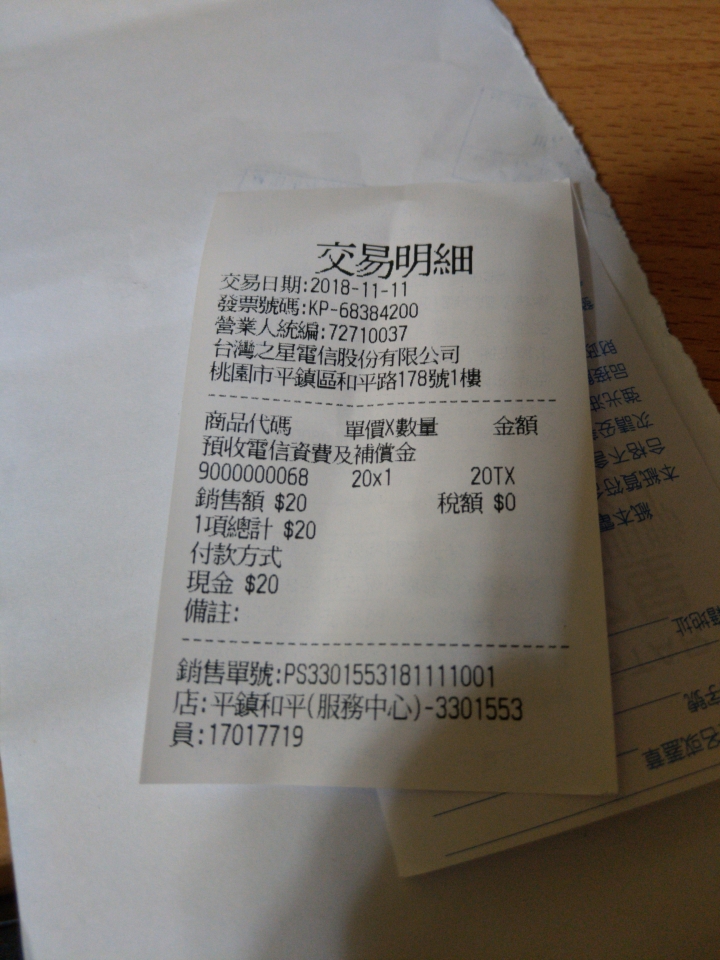 交易明細
交易日期:2018-11-11
發票號碼:KP-68384200
營業人統編:72710037
台灣之星電信股份有限公司
桃園市平鎮區和平路178號1樓
商品代碼 單價X數量 金額
預收電信資費及補償金
9000000068 20x1 20TX
銷售額 $20 稅額 $0
1項總計 $20
付款方式
現金 $20
備註:
銷售單號:PS3301553181111001
店:平鎮和平(服務中心)-3301553
員:17017719